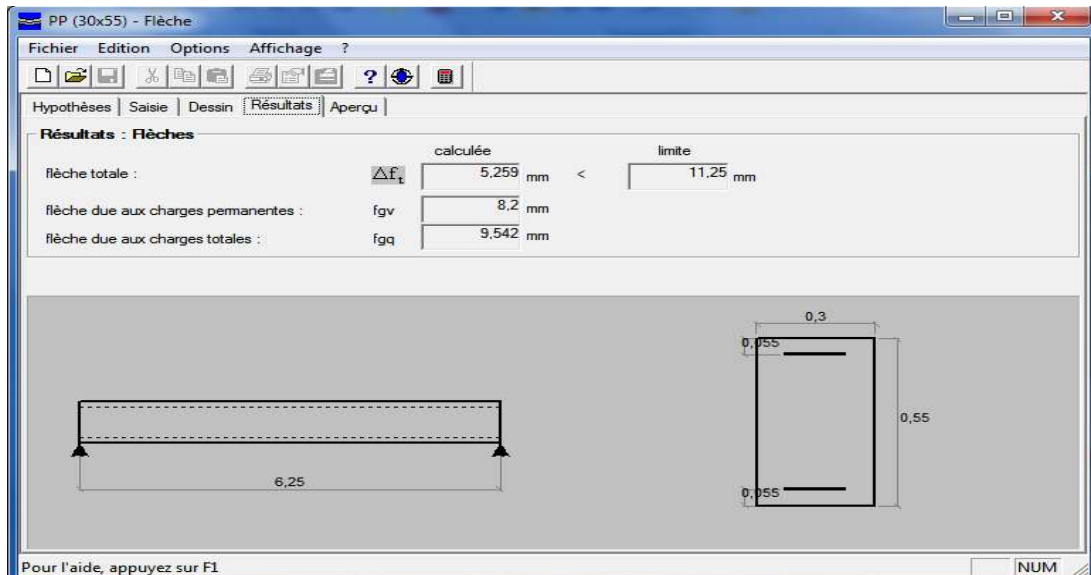 PP (30x55) - Flèche
Fichier Edition Options Affichage ?
Hypothèses Saisie Dessin Résultats Aperçu
Résultats : Flèches
calculée limite
flèche totale : Δft 5,259 mm < 11,25 mm
flèche due aux charges permanentes : fgv 8,2 mm
flèche due aux charges totales : fgq 9,542 mm
0,3
0,055
0,55
6,25
0,055
Pour l'aide, appuyez sur F1 NUM